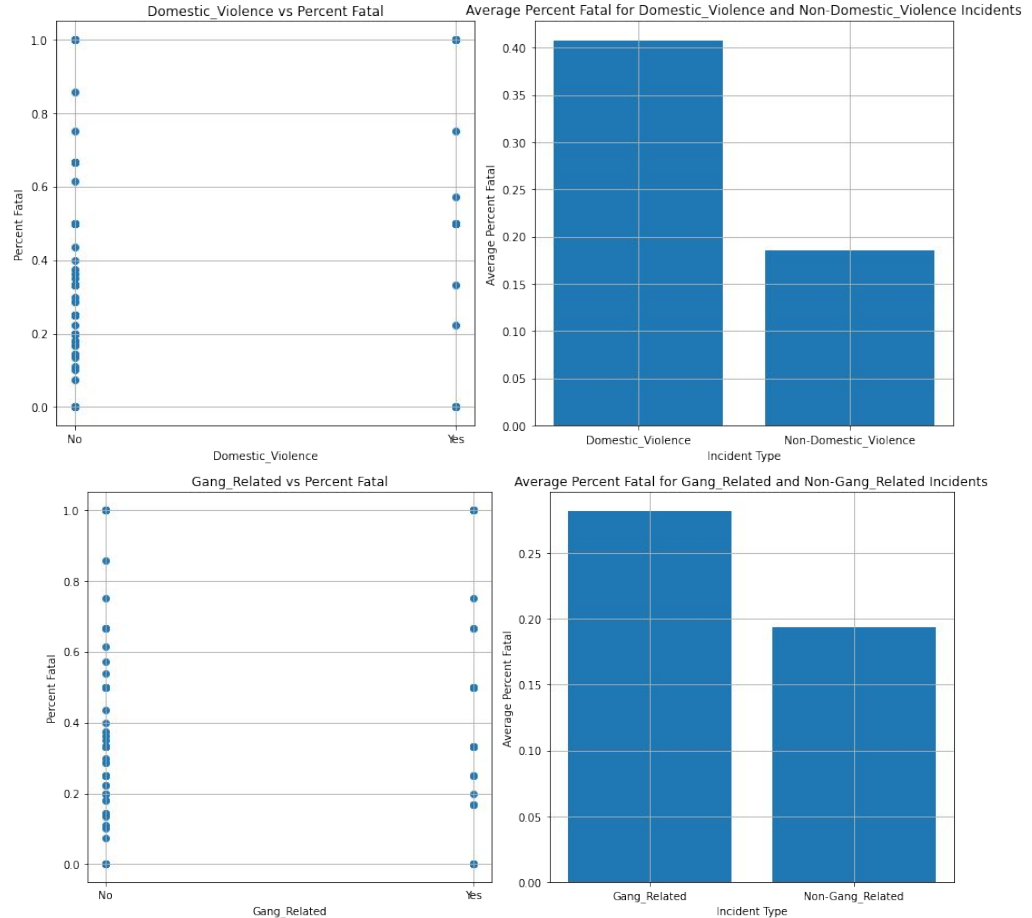 Domestic_Violence vs Percent Fatal
1.0
0.8
0.6
0.4
0.2
0.0
Percent Fatal
No
Yes
Domestic_Violence
Average Percent Fatal for Domestic_Violence and Non-Domestic_Violence Incidents
0.40
0.35
0.30
0.25
0.20
0.15
0.10
0.05
0.00
Average Percent Fatal
Domestic_Violence
Non-Domestic_Violence
Incident Type
Gang_Related vs Percent Fatal
1.0
0.8
0.6
0.4
0.2
0.0
Percent Fatal
No
Yes
Gang_Related
Average Percent Fatal for Gang_Related and Non-Gang_Related Incidents
0.25
0.20
0.15
0.10
0.05
0.00
Average Percent Fatal
Gang_Related
Non-Gang_Related
Incident Type